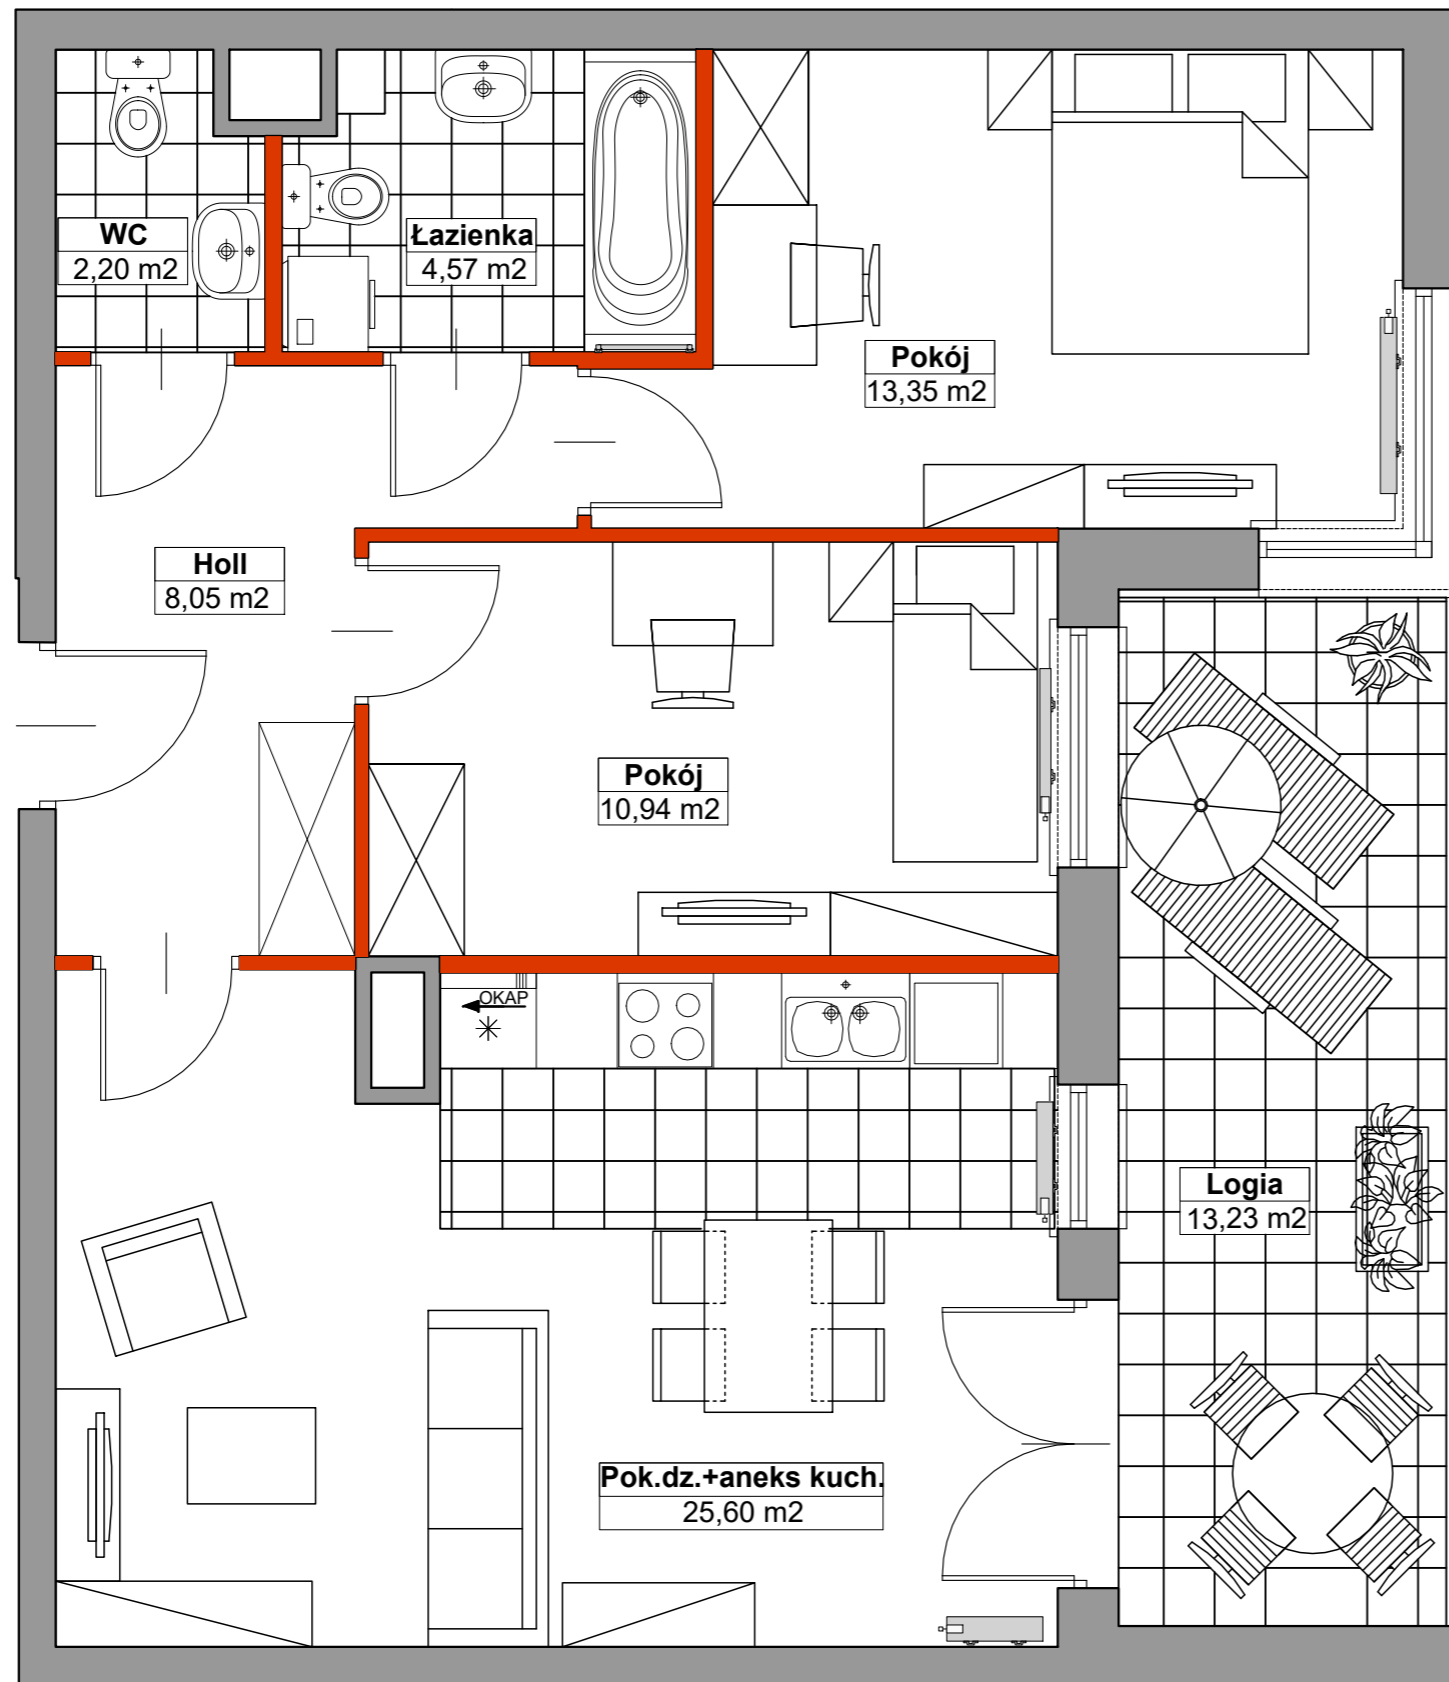 WC
2,20 m2
Łazienka
4,57 m2
Pokój
13,35 m2
Holl
8,05 m2
Pokój
10,94 m2
OKAP
Logia
13,23 m2
Pok.dz.+aneks kuch.
25,60 m2